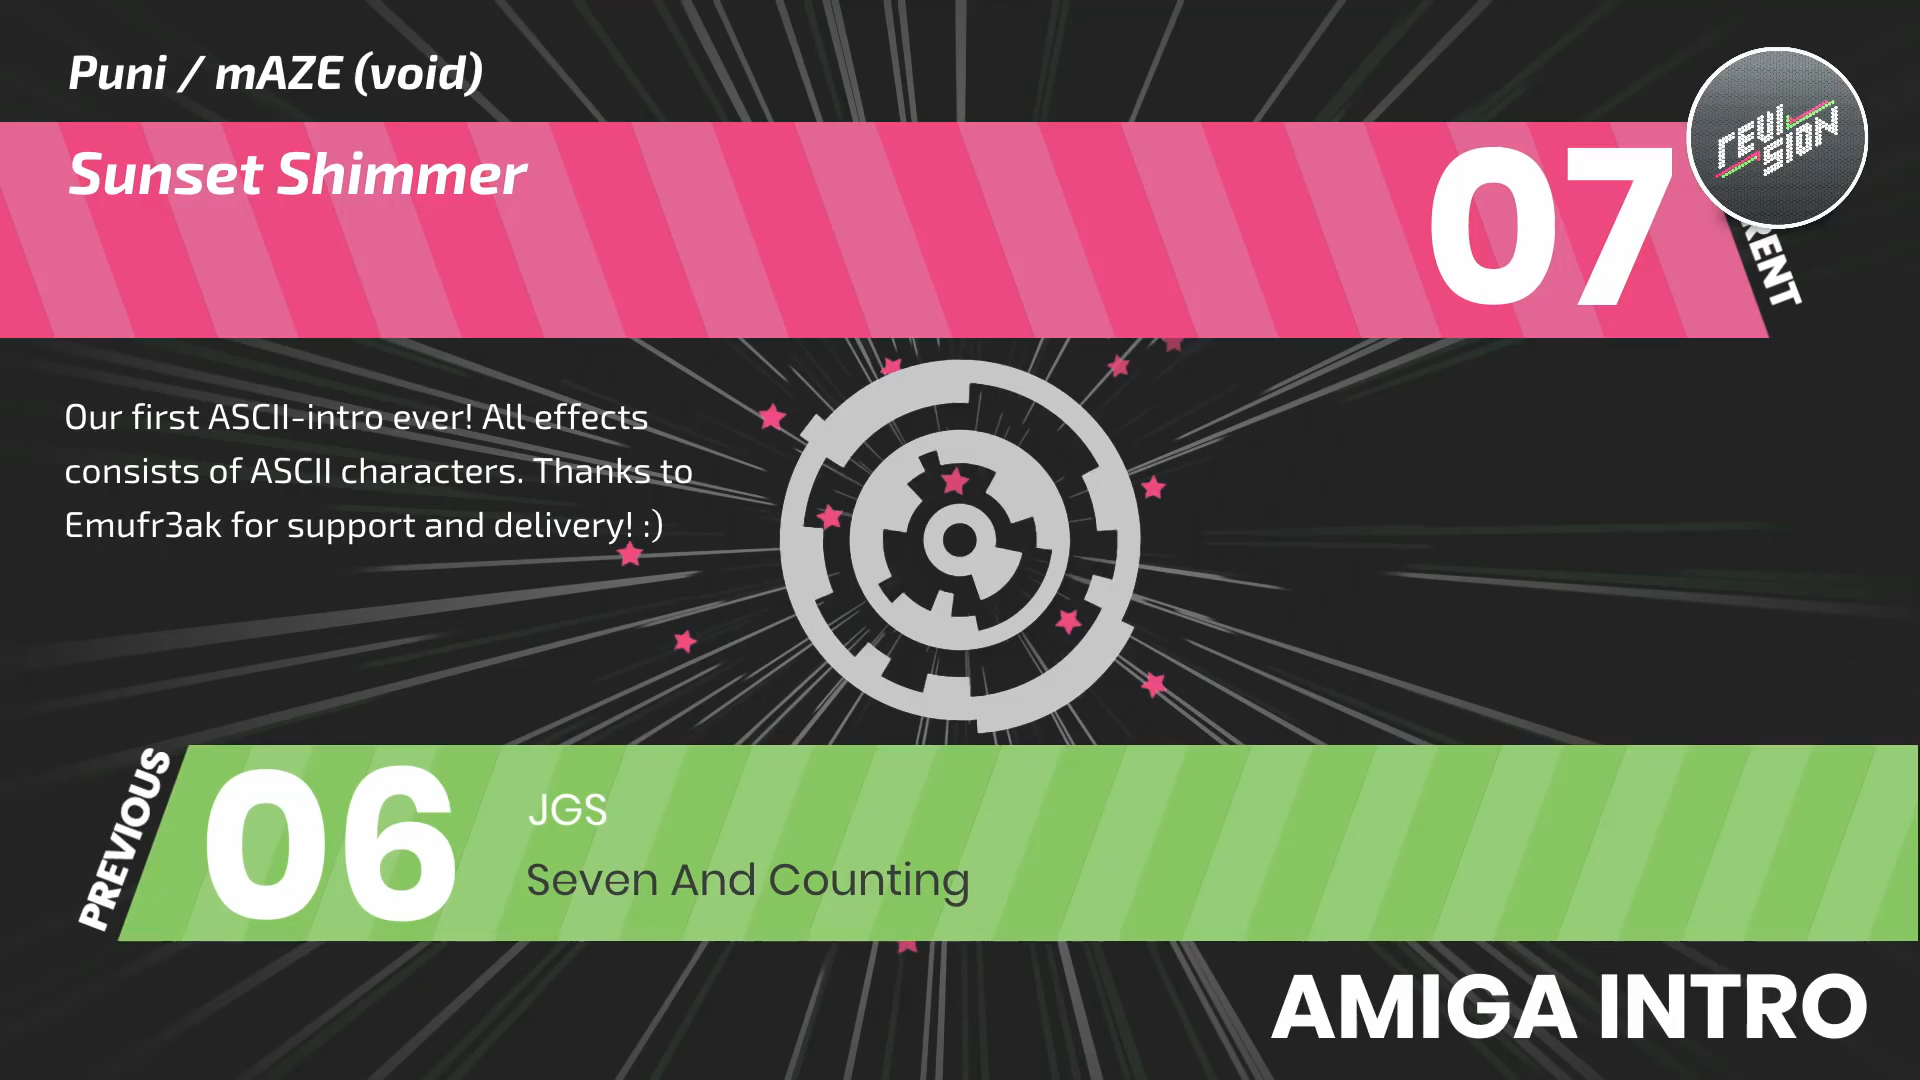 Puni / mAZE (void)
Sunset Shimmer
07
REVISION
Our first ASCII-intro ever! All effects
consists of ASCII characters. Thanks to
Emufr3ak for support and delivery! :)
PREVIOUS
06
JGS
Seven And Counting
AMIGA INTRO